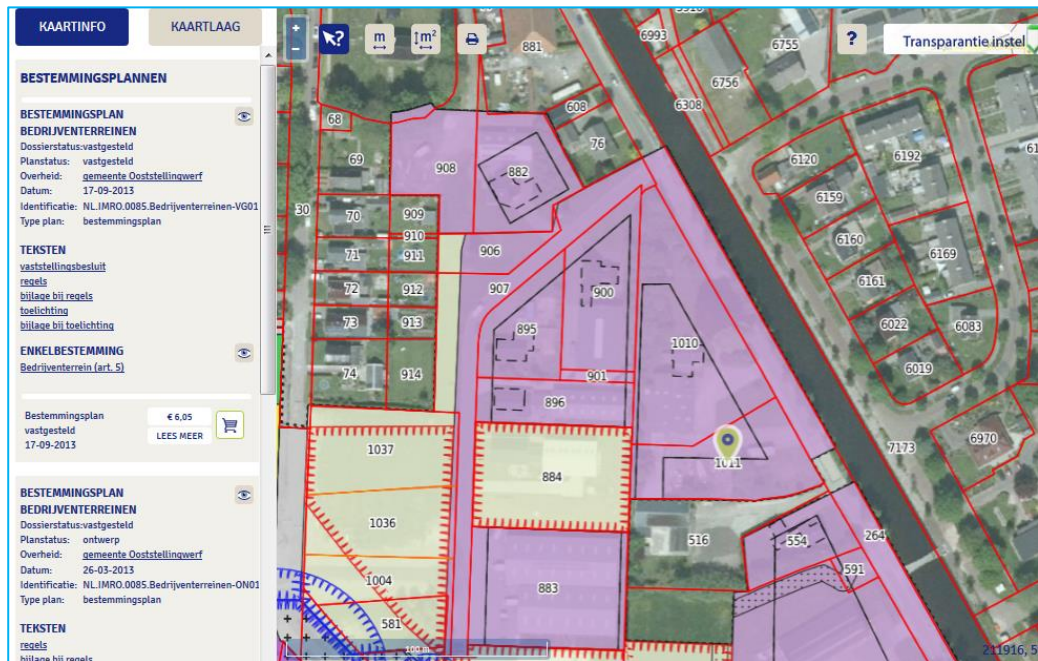 KAARTINFO
KAARTLAAG
BESTEMMINGSPLANNEN
BESTEMMINGSPLAN
BEDRIJVENTERREINEN
Dossierstatus:vastgesteld
Planstatus: vastgesteld
Overheid: gemeente Ooststellingwerf
Datum: 17-09-2013
Identificatie: NL.IMRO.0085.Bedrijventerreinen-VG01
Type plan: bestemmingsplan
TEKSTEN
vaststellingsbesluit
regels
bijlage bij regels
toelichting
bijlage bij toelichting
ENKELBESTEMMING
Bedrijventerrein (art. 5)
Bestemmingsplan
vastgesteld
17-09-2013
€ 6,05
LEES MEER
BESTEMMINGSPLAN
BEDRIJVENTERREINEN
Dossierstatus:vastgesteld
Planstatus: ontwerp
Overheid: gemeente Ooststellingwerf
Datum: 26-03-2013
Identificatie: NL.IMRO.0085.Bedrijventerreinen-ON01
Type plan: bestemmingsplan
TEKSTEN
regels
bijlage bij regels
+
−
?
m
m²
?
Transparantie instel
881
6993
6755
6756
6308
608
76
68
69
908
882
6120
6192
6159
30
70
909
910
71
911
906
6160
6169
6161
72
912
907
900
73
913
895
6022
6083
1010
6019
74
914
901
896
1037
884
1011
7173
6970
1036
516
554
264
1004
883
591
581
100 m
211916, 5